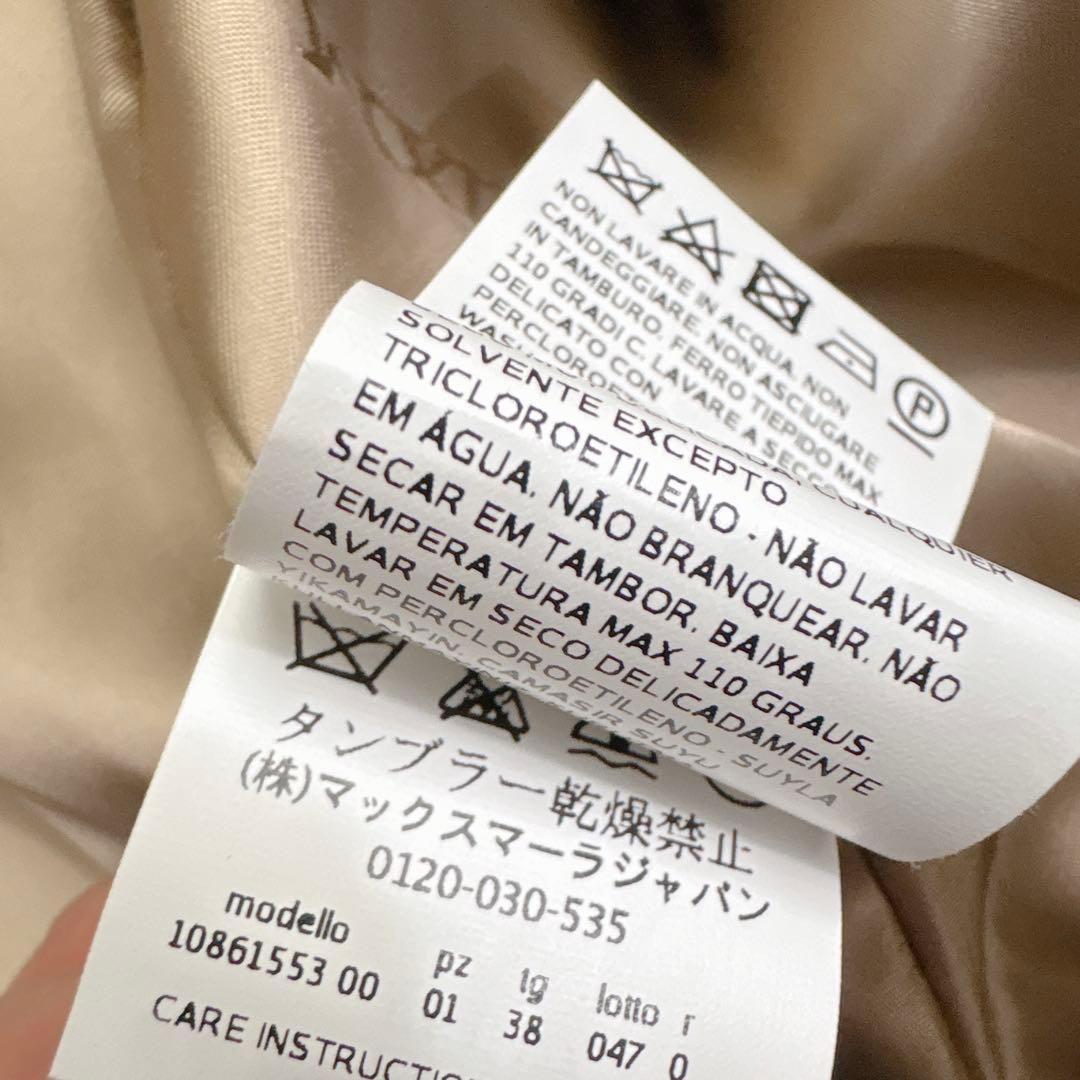 NON LAVARE IN ACQUA. NON
CANDEGGIARE. NON ASCIUGARE
IN TAMBURO. FERRO TIEPIDO MAX
110 GRADI C. LAVARE A SECCO
DELICATO CON
SOLVENTE EXCEPTO
TRICLOROETILENO - NÃO LAVAR
EM ÁGUA. NÃO BRANQUEAR. NÃO
SECAR EM TAMBOR. BAIXA
TEMPERATURA MAX 110 GRAUS.
LAVAR EM SECO DELICADAMENTE
COM PERCLOROETILENO - SUYLA
YIKAMAYIN. ÇAMASIR SUYU
タンブラー乾燥禁止
(株)マックスマーラジャパン
0120-030-535
modello pz tg lotto r
10861553 00 01 38 047 0
CARE